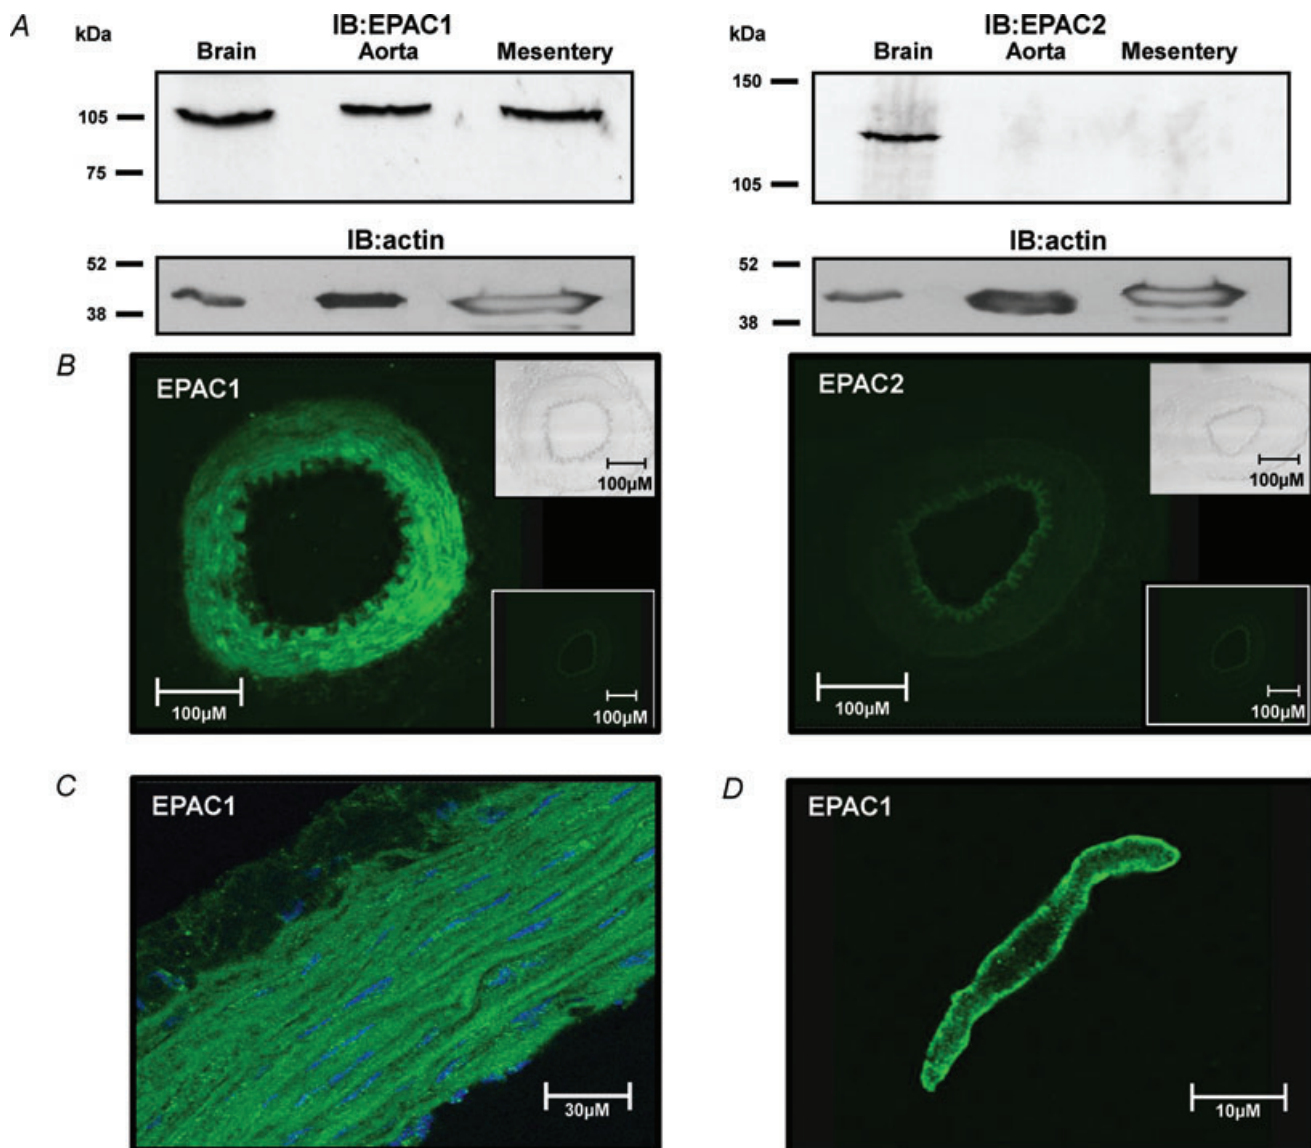 A
kDa
IB:EPAC1
Brain Aorta Mesentery
105
75
IB:actin
52
38
kDa
IB:EPAC2
Brain Aorta Mesentery
150
105
IB:actin
52
38
B
EPAC1
100µM
100µM
100µM
EPAC2
100µM
100µM
100µM
C
EPAC1
30µM
D
EPAC1
10µM